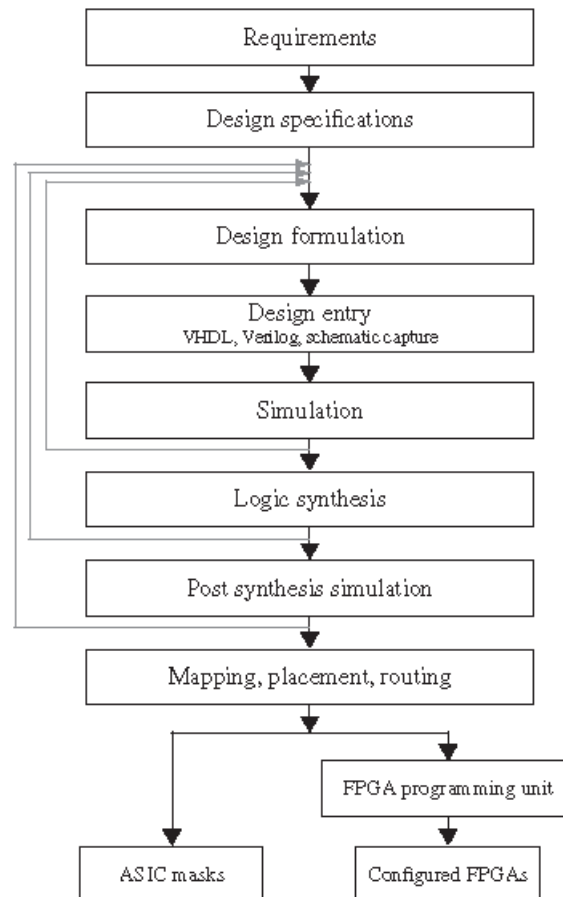 Requirements
Design specifications
Design formulation
Design entry
VHDL, Verilog, schematic capture
Simulation
Logic synthesis
Post synthesis simulation
Mapping, placement, routing
FPGA programming unit
ASIC masks
Configured FPGAs